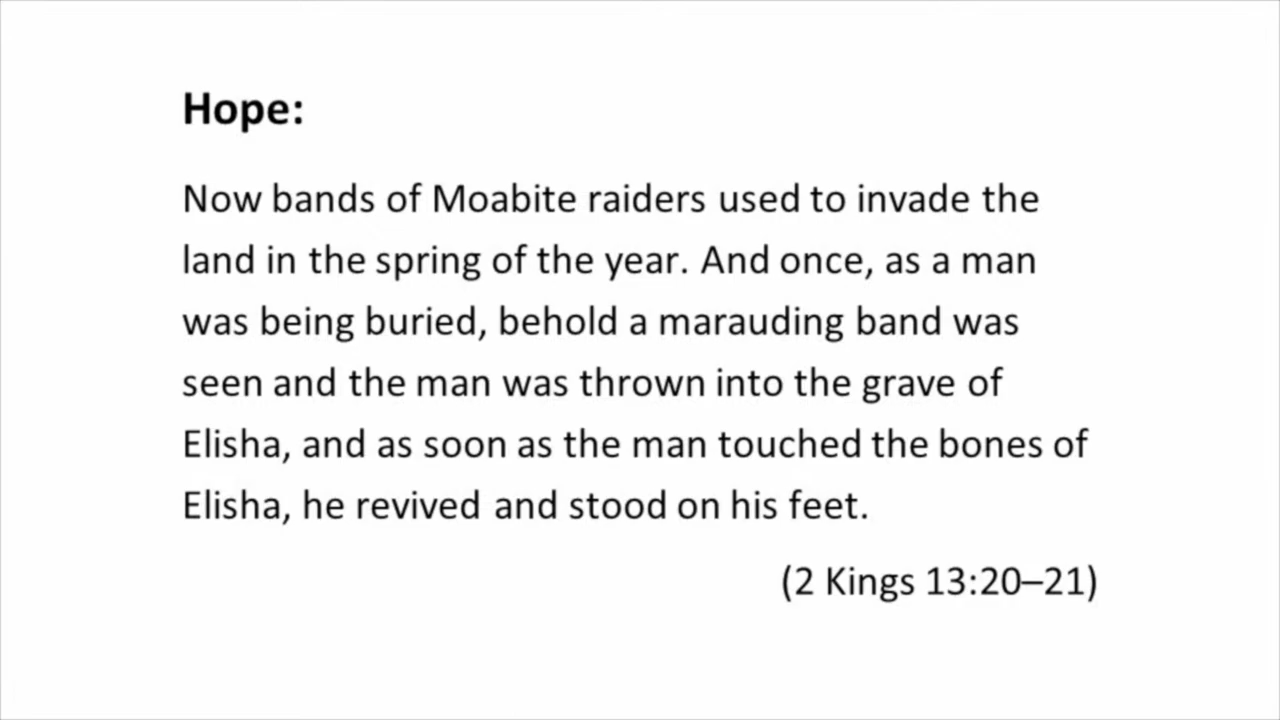 Hope:
Now bands of Moabite raiders used to invade the
land in the spring of the year. And once, as a man
was being buried, behold a marauding band was
seen and the man was thrown into the grave of
Elisha, and as soon as the man touched the bones of
Elisha, he revived and stood on his feet.
(2 Kings 13:20–21)